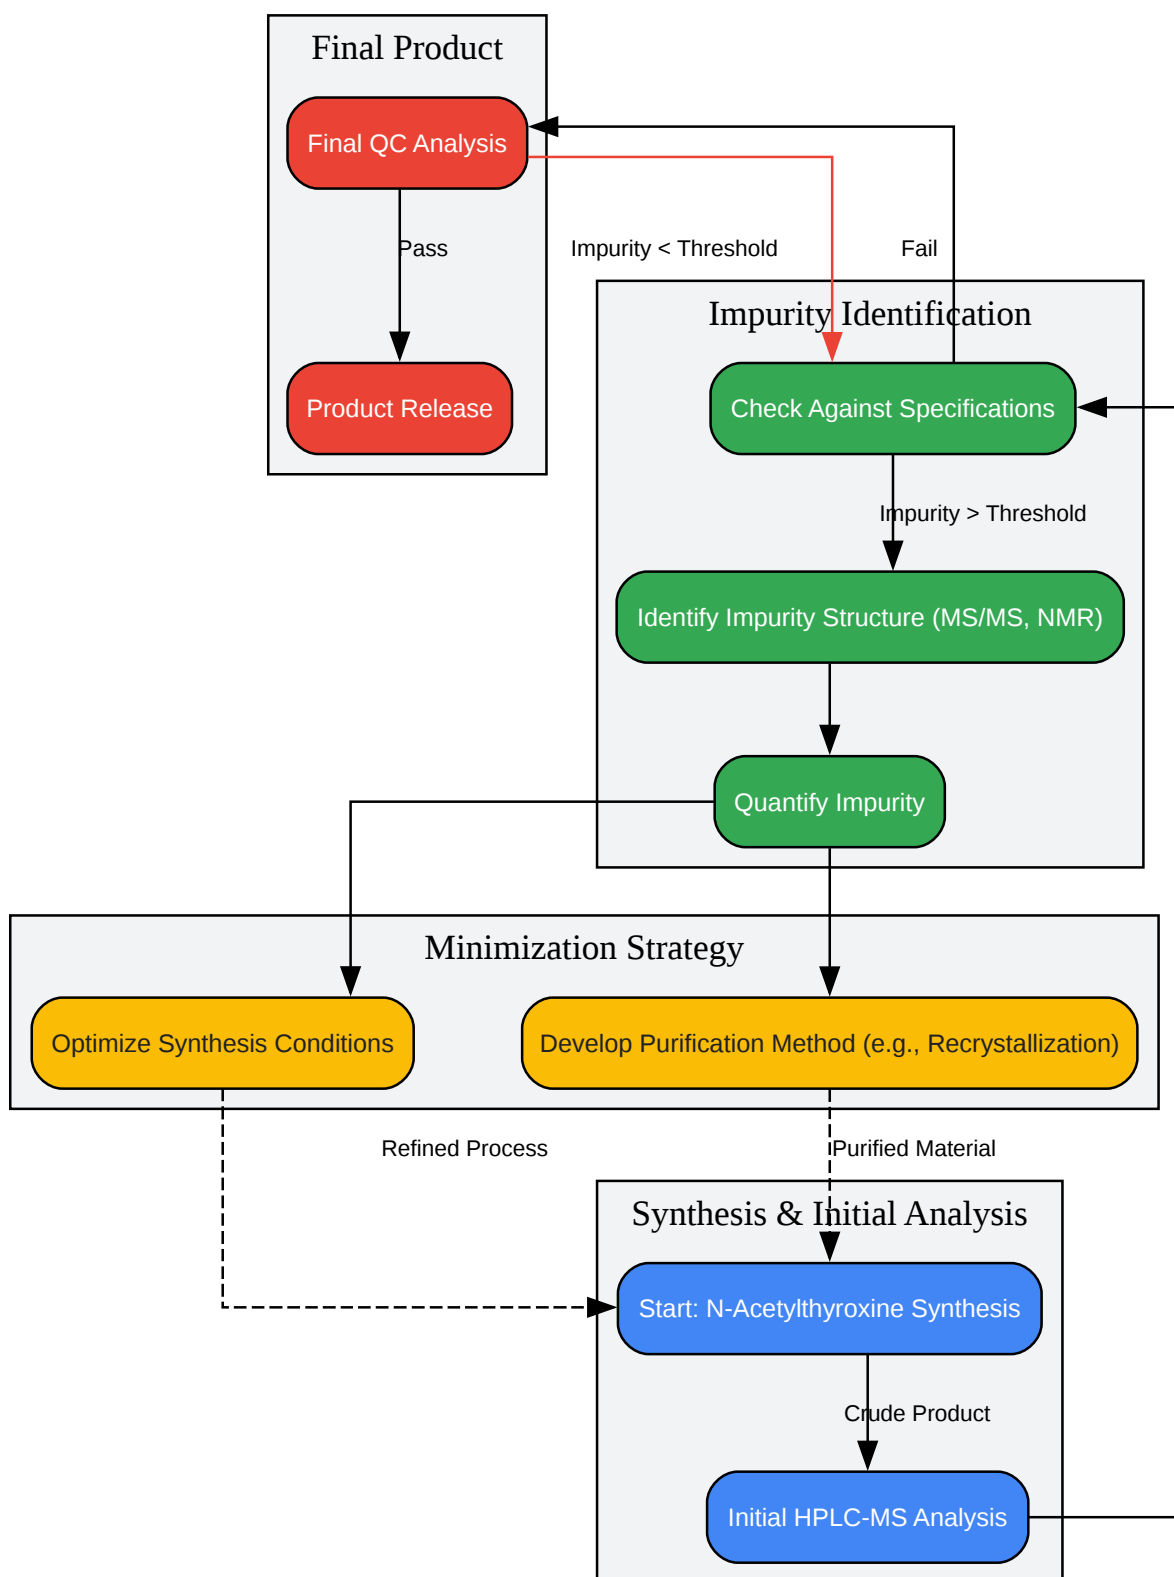 Final Product
Final QC Analysis
Pass
Impurity < Threshold
Fail
Impurity Identification
Product Release
Check Against Specifications
Impurity > Threshold
Identify Impurity Structure (MS/MS, NMR)
Quantify Impurity
Minimization Strategy
Optimize Synthesis Conditions
Develop Purification Method (e.g., Recrystallization)
Refined Process
Purified Material
Synthesis & Initial Analysis
Start: N-Acetylthyroxine Synthesis
Crude Product
Initial HPLC-MS Analysis